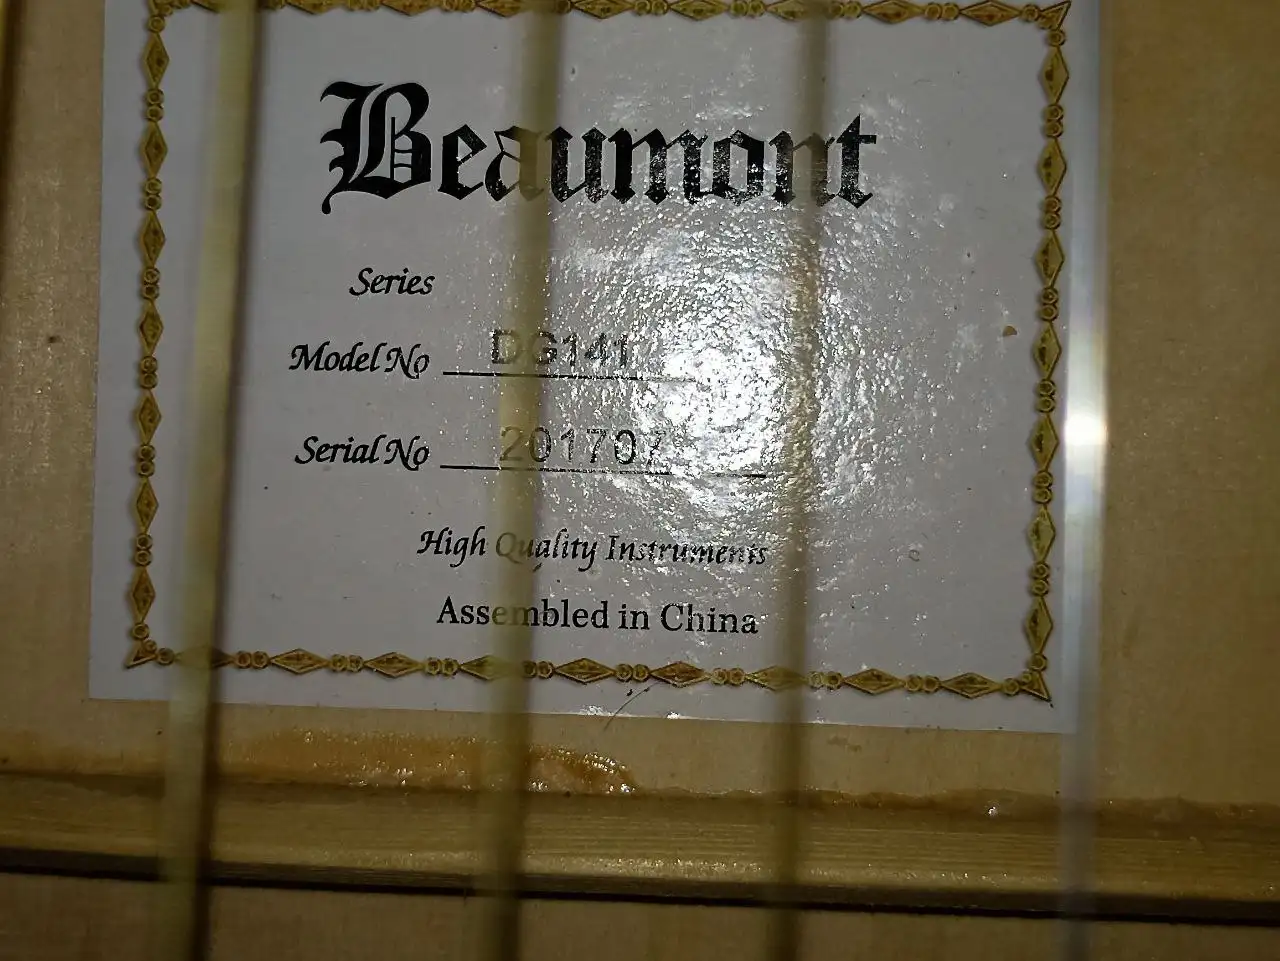 Beaumont
Series
Model No DG141
Serial No 201707
High Quality Instruments
Assembled in China